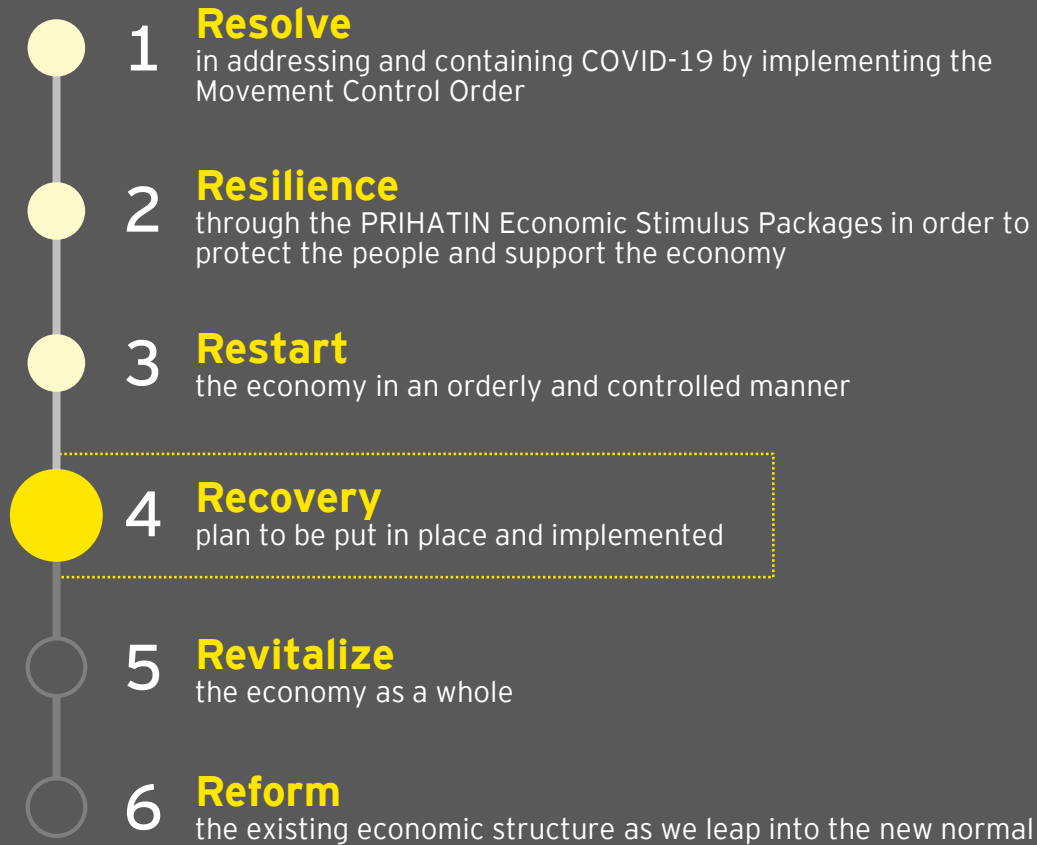 1
Resolve
in addressing and containing COVID-19 by implementing the
Movement Control Order
2
Resilience
through the PRIHATIN Economic Stimulus Packages in order to
protect the people and support the economy
3
Restart
the economy in an orderly and controlled manner
4
Recovery
plan to be put in place and implemented
5
Revitalize
the economy as a whole
6
Reform
the existing economic structure as we leap into the new normal